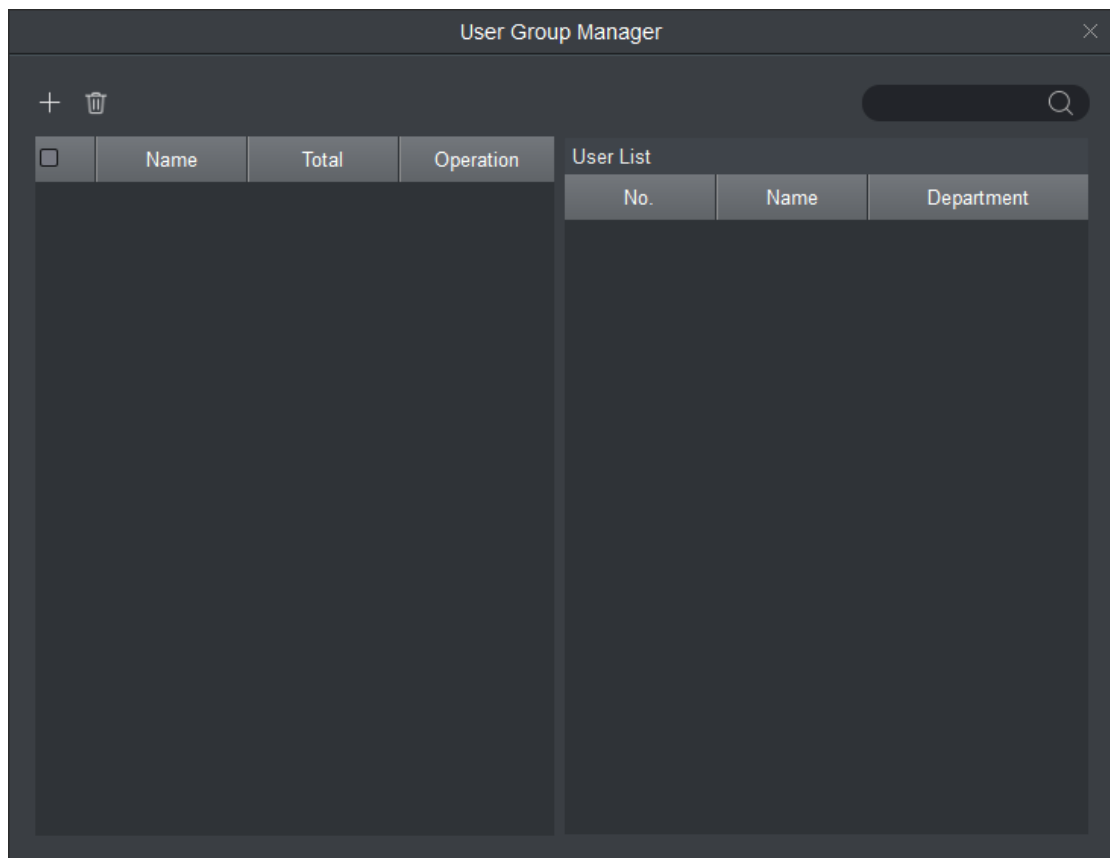 User Group Manager
Name Total Operation
User List
No. Name Department